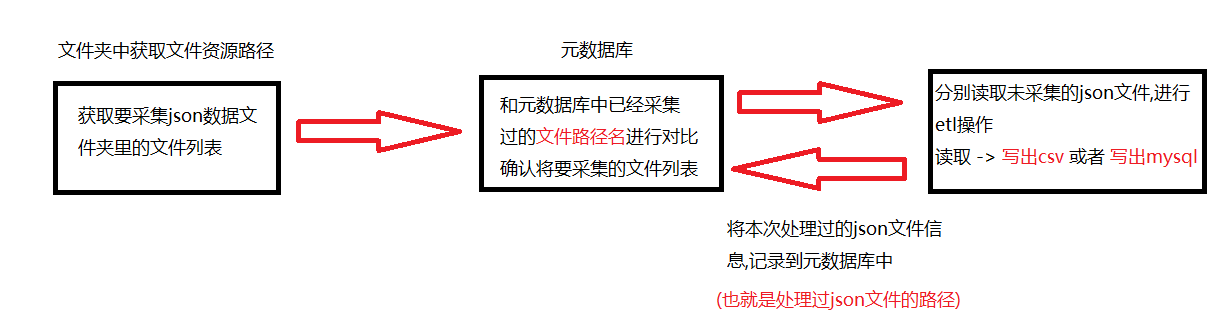 文件夹中获取文件资源路径
获取要采集json数据文
件夹里的文件列表
元数据库
和元数据库中已经采集
过的文件路径名进行对比
确认将要采集的文件列表
分别读取未采集的json文件,进行
etl操作
读取 -> 写出csv 或者 写出mysql
将本次处理过的json文件信
息,记录到元数据库中
(也就是处理过json文件的路径)